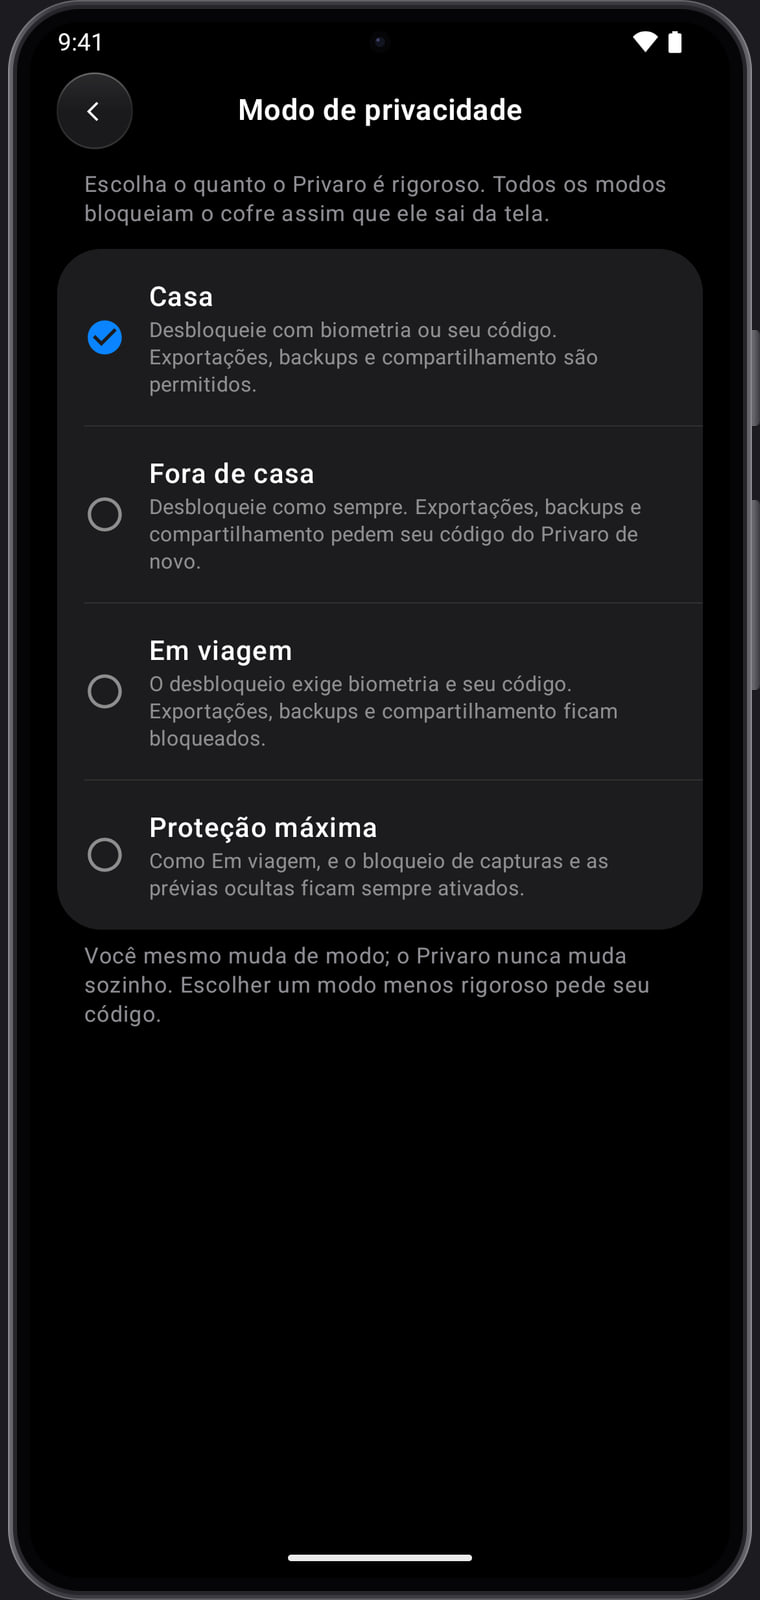 9:41
Modo de privacidade
Escolha o quanto o Privaro é rigoroso. Todos os modos
bloqueiam o cofre assim que ele sai da tela.
Casa
Desbloqueie com biometria ou seu código.
Exportações, backups e compartilhamento são
permitidos.
Fora de casa
Desbloqueie como sempre. Exportações, backups e
compartilhamento pedem seu código do Privaro de
novo.
Em viagem
O desbloqueio exige biometria e seu código.
Exportações, backups e compartilhamento ficam
bloqueados.
Proteção máxima
Como Em viagem, e o bloqueio de capturas e as
prévias ocultas ficam sempre ativados.
Você mesmo muda de modo; o Privaro nunca muda
sozinho. Escolher um modo menos rigoroso pede seu
código.